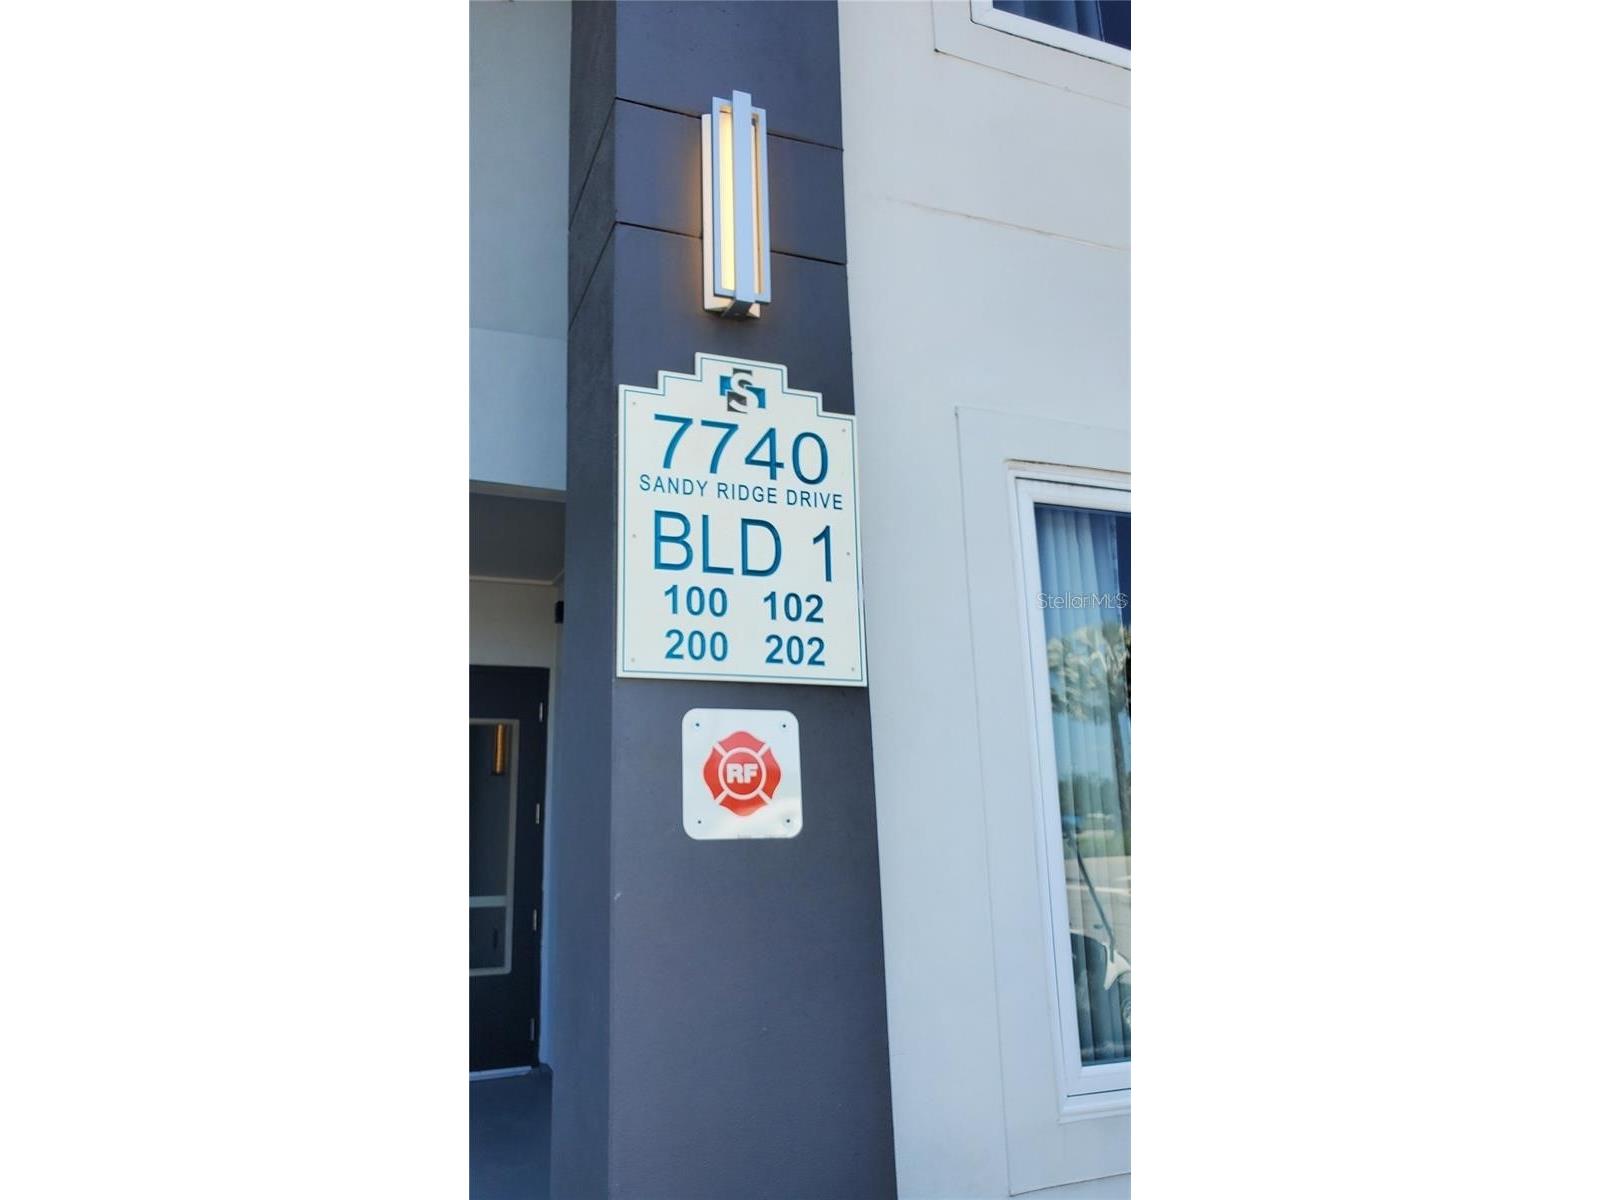 S
7740
SANDY RIDGE DRIVE
BLD 1
100 102
200 202
StellarMLS
RF